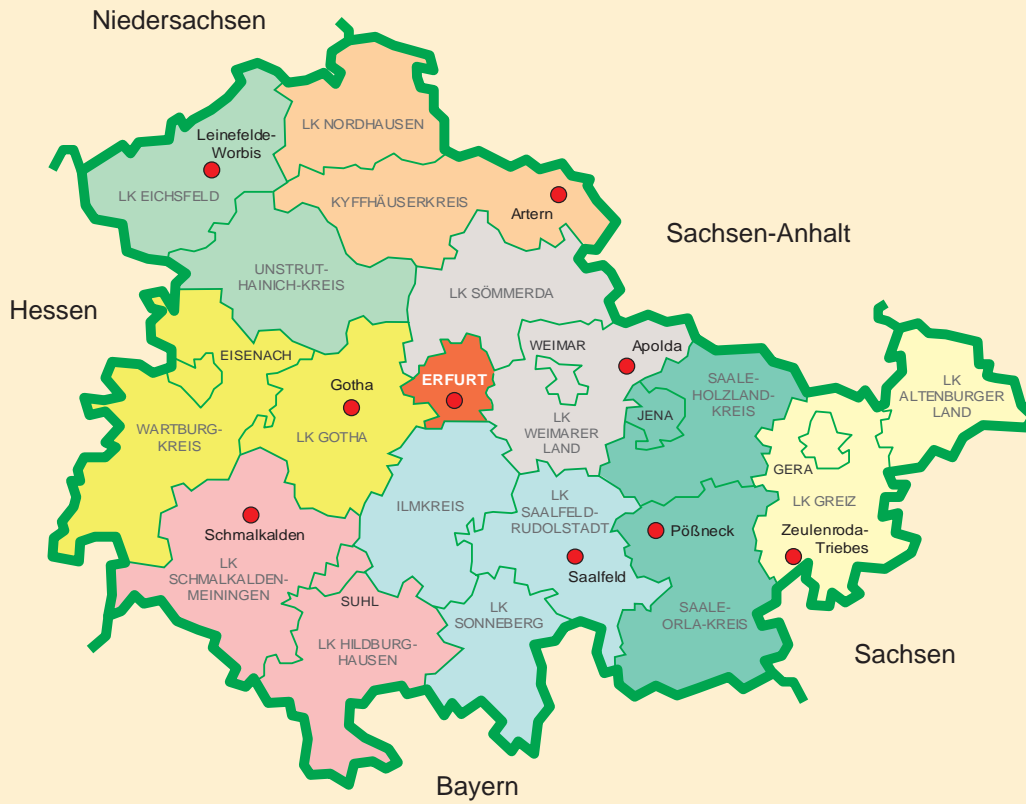 Niedersachsen
LK NORDHAUSEN
Leinefelde-
Worbis
LK EICHSFELD
KYFFHÄUSERKREIS
Artern
Sachsen-Anhalt
UNSTRUT-
HAINICH-KREIS
LK SÖMMERDA
Hessen
EISENACH
WEIMAR
Apolda
Gotha
ERFURT
SAALE-
HOLZLAND-
KREIS
LK
ALTENBURGER
LAND
WARTBURG-
KREIS
LK GOTHA
LK
WEIMARER
LAND
JENA
GERA
LK GREIZ
ILMKREIS
LK
SAALFELD-
RUDOLSTADT
Schmalkalden
Pößneck
Zeulenroda-
Triebes
LK
SCHMALKALDEN-
MEININGEN
Saalfeld
SUHL
LK
SONNEBERG
SAALE-
ORLA-KREIS
LK HILDBURG-
HAUSEN
Sachsen
Bayern